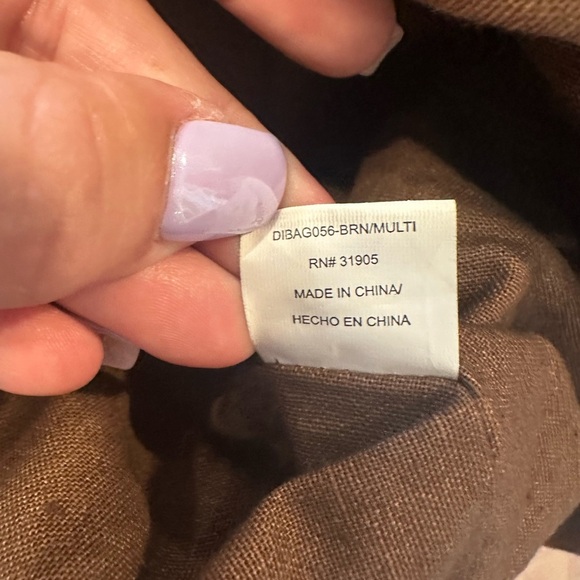 DIBAG056-BRN/MULTI
RN# 31905
MADE IN CHINA/
HECHO EN CHINA